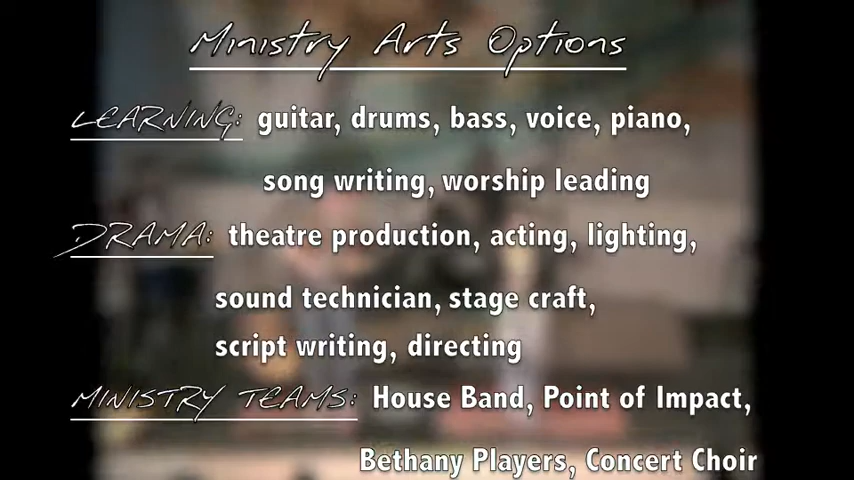 Ministry Arts Options
LEARNING: guitar, drums, bass, voice, piano,
song writing, worship leading
DRAMA: theatre production, acting, lighting,
sound technician, stage craft,
script writing, directing
MINISTRY TEAMS: House Band, Point of Impact,
Bethany Players, Concert Choir